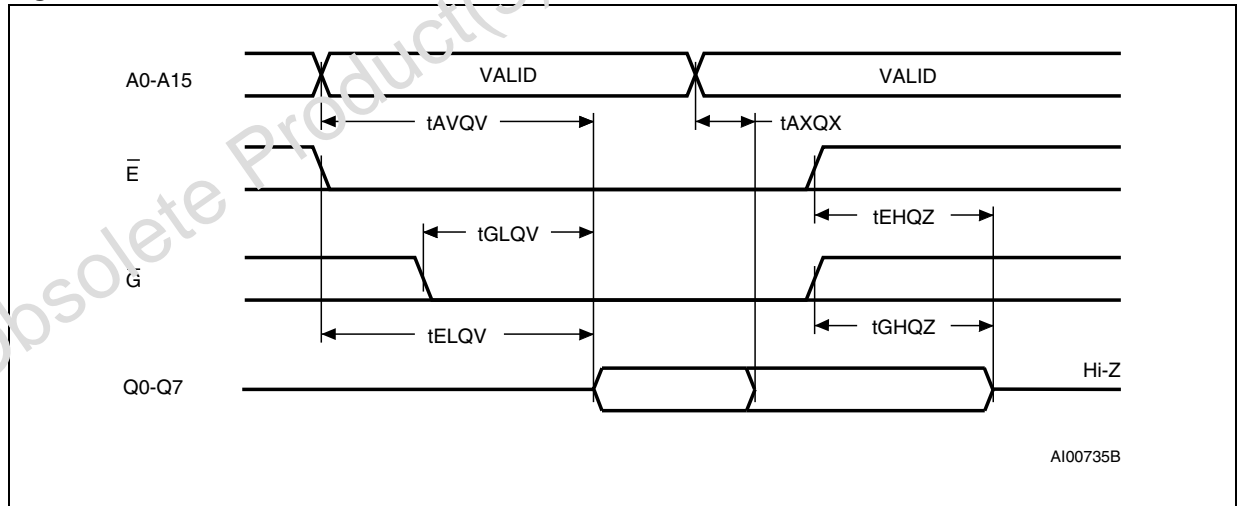 Obsolete Product(s)
A0-A15
VALID
VALID
tAVQV
tAXQX
E̅
tEHQZ
tGLQV
G̅
tELQV
tGHQZ
Q0-Q7
Hi-Z
AI00735B